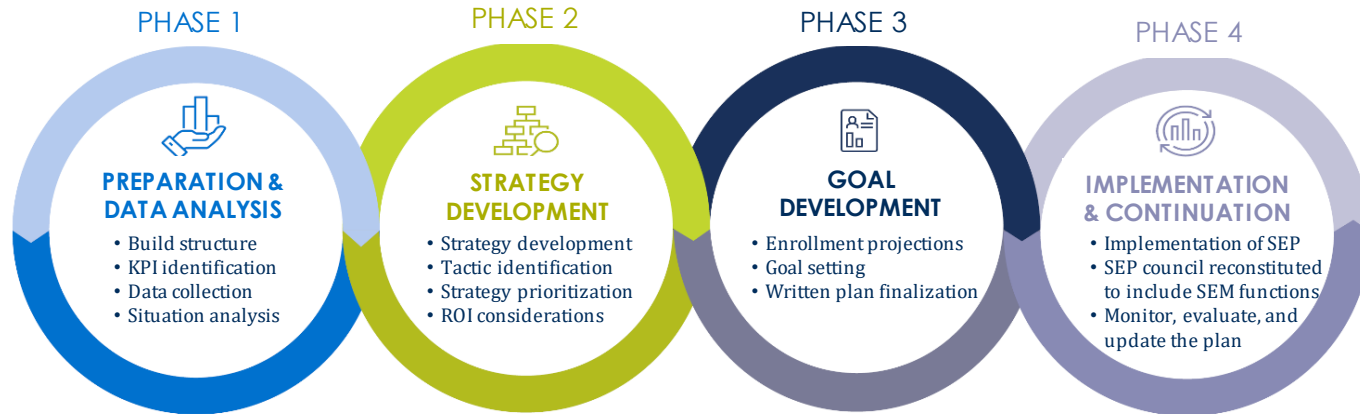 PHASE 1
PREPARATION &
DATA ANALYSIS
• Build structure
• KPI identification
• Data collection
• Situation analysis
PHASE 2
STRATEGY
DEVELOPMENT
• Strategy development
• Tactic identification
• Strategy prioritization
• ROI considerations
PHASE 3
GOAL
DEVELOPMENT
• Enrollment projections
• Goal setting
• Written plan finalization
PHASE 4
IMPLEMENTATION
& CONTINUATION
• Implementation of SEP
• SEP council reconstituted
to include SEM functions
• Monitor, evaluate, and
update the plan